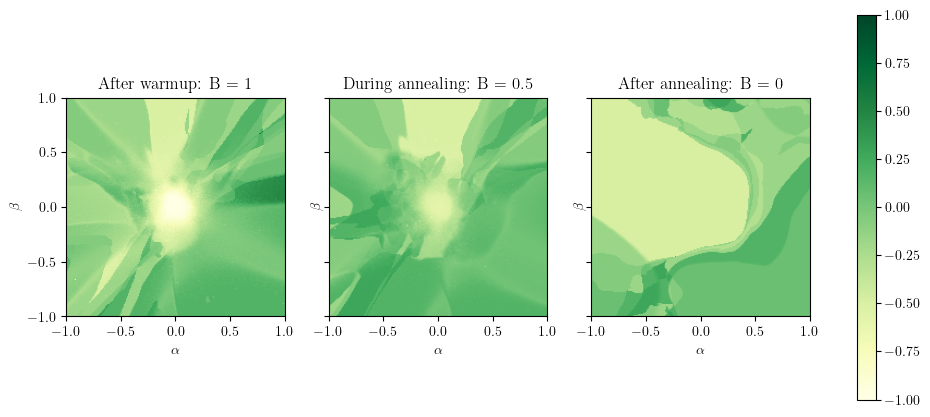 After warmup: B = 1
During annealing: B = 0.5
After annealing: B = 0
1.0
0.5
0.0
−0.5
−1.0
β
β
β
−1.0 −0.5 0.0 0.5 1.0
−1.0 −0.5 0.0 0.5 1.0
−1.0 −0.5 0.0 0.5 1.0
α
α
α
1.00
0.75
0.50
0.25
0.00
−0.25
−0.50
−0.75
−1.00